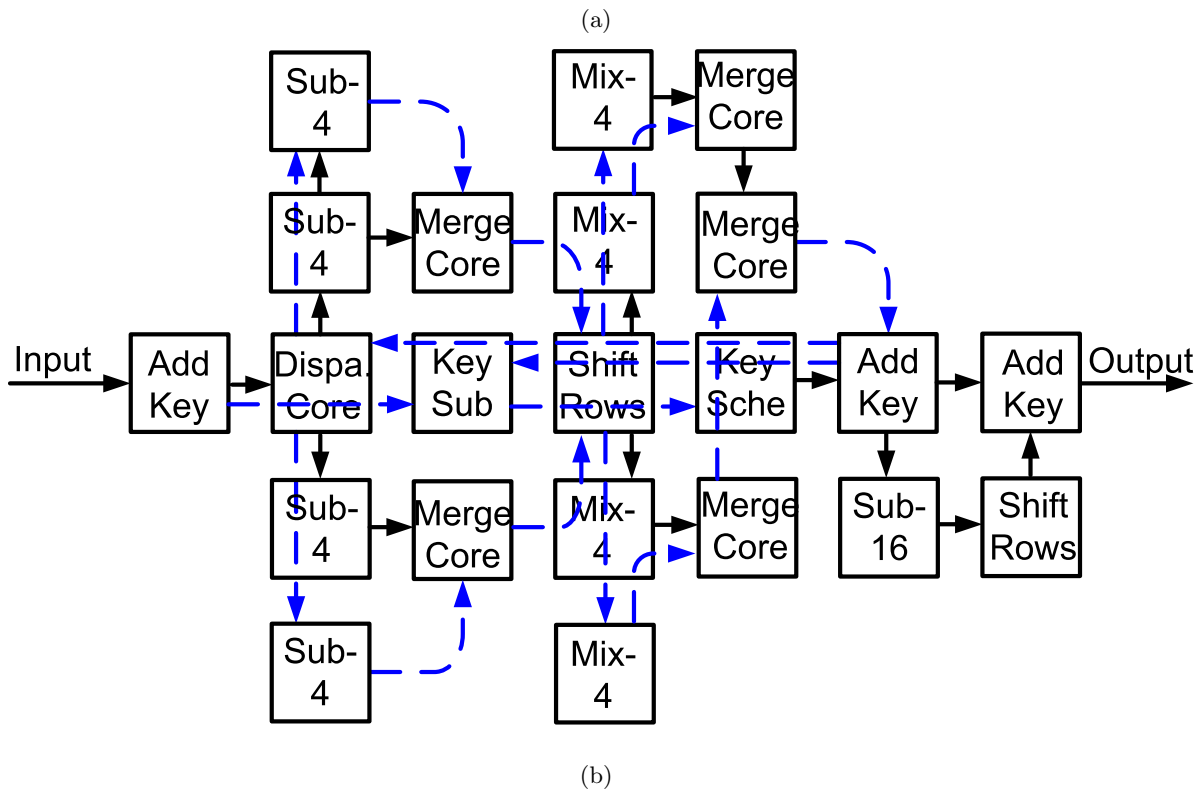 (a)
Sub-
4
Mix-
4
Merge
Core
Sub-
4
Merge
Core
Mix-
4
Merge
Core
Input
Add
Key
Dispa.
Core
Key
Sub
Shift
Rows
Key
Sche
Add
Key
Add
Key
Output
Sub-
4
Merge
Core
Mix-
4
Merge
Core
Sub-
16
Shift
Rows
Sub-
4
Mix-
4
(b)